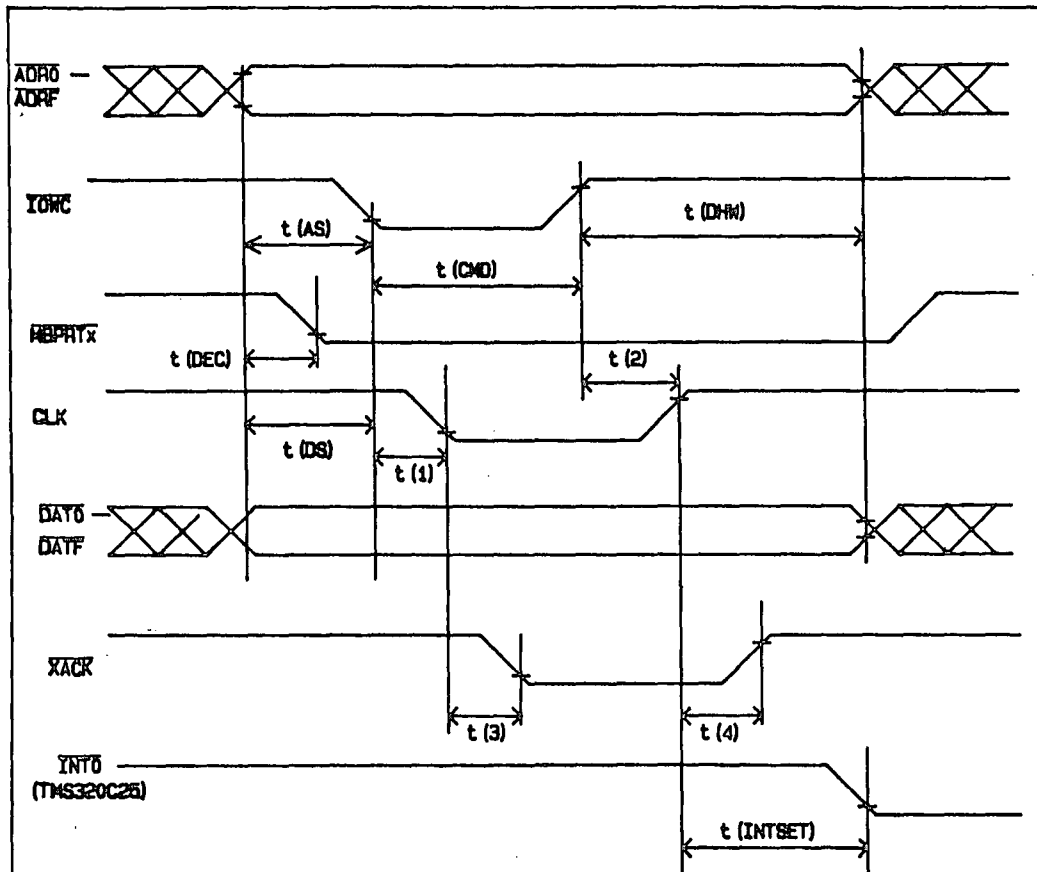 ADR0 —
ADRF
IOWC
t (AS)
t (DHW)
t (CMD)
t (DEC)
t (2)
CLK
t (DS)
t (1)
DAT0 —
DATF
XACK
t (3)
t (4)
INT0
(TMS320C25)
t (INTSET)